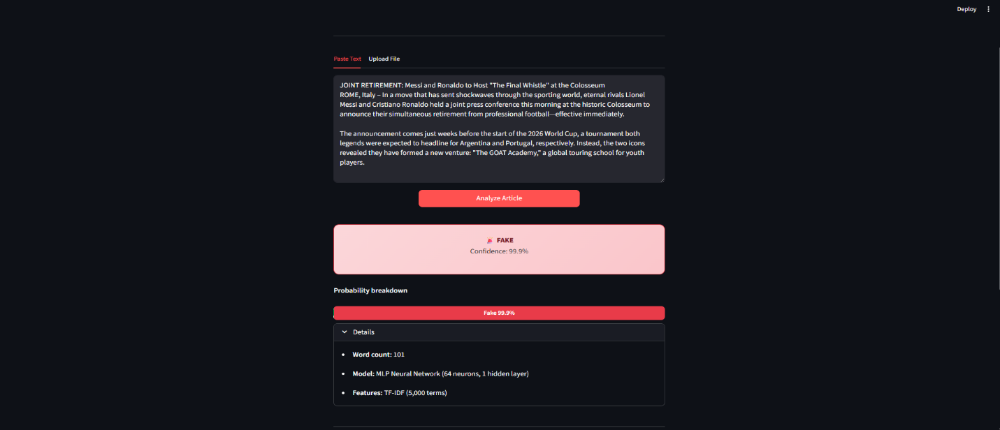 Deploy
Paste Text
Upload File
JOINT RETIREMENT: Messi and Ronaldo to Host "The Final Whistle" at the Colosseum
ROME, Italy – In a move that has sent shockwaves through the sporting world, eternal rivals Lionel
Messi and Cristiano Ronaldo held a joint press conference this morning at the historic Colosseum to
announce their simultaneous retirement from professional football—effective immediately.
The announcement comes just weeks before the start of the 2026 World Cup, a tournament both
legends were expected to headline for Argentina and Portugal, respectively. Instead, the two icons
revealed they have formed a new venture: "The GOAT Academy," a global touring school for youth
players.
Analyze Article
FAKE
Confidence: 99.9%
Probability breakdown
Fake 99.9%
Details
Word count: 101
Model: MLP Neural Network (64 neurons, 1 hidden layer)
Features: TF-IDF (5,000 terms)